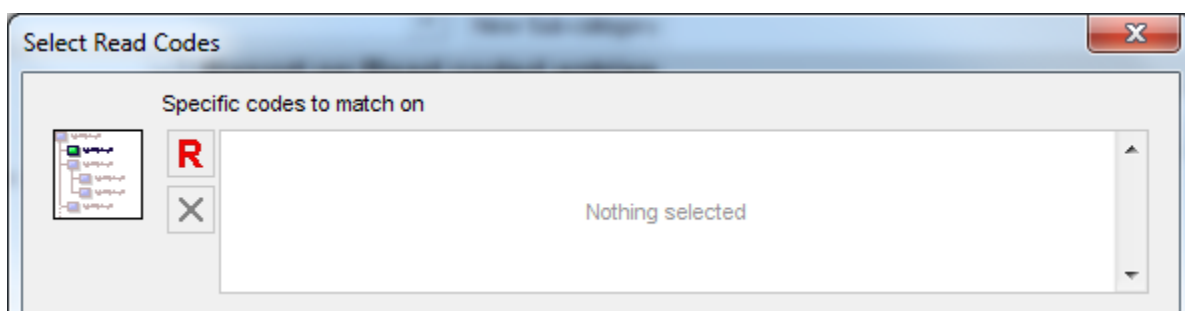 Select Read Codes
Specific codes to match on
R
Nothing selected